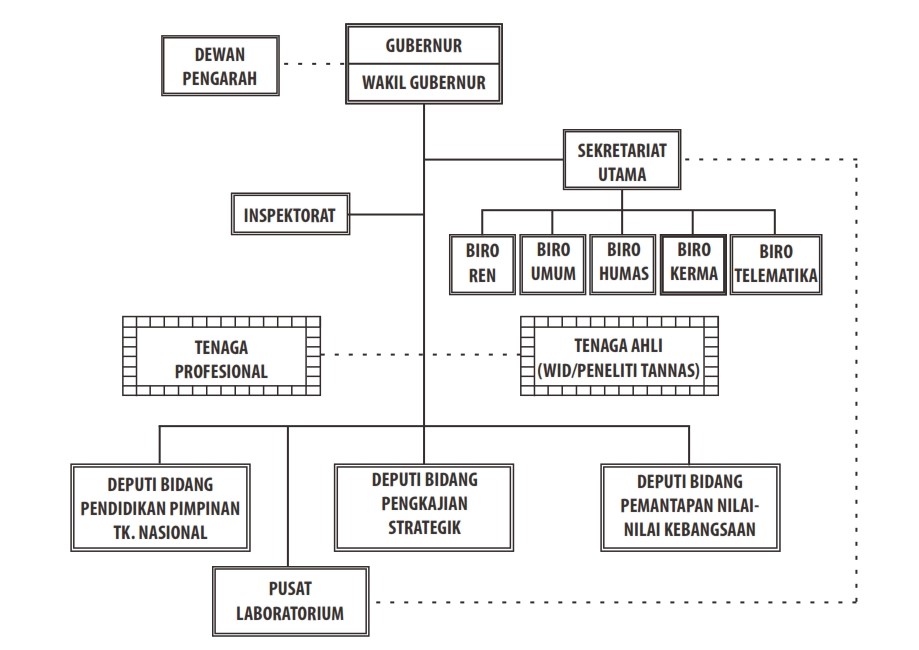 DEWAN
PENGARAH
GUBERNUR
WAKIL GUBERNUR
SEKRETARIAT
UTAMA
INSPEKTORAT
BIRO
REN
BIRO
UMUM
BIRO
HUMAS
BIRO
KERMA
BIRO
TELEMATIKA
TENAGA
PROFESIONAL
TENAGA AHLI
(WID/PENELITI TANNAS)
DEPUTI BIDANG
PENDIDIKAN PIMPINAN
TK. NASIONAL
DEPUTI BIDANG
PENGKAJIAN
STRATEGIK
DEPUTI BIDANG
PEMANTAPAN NILAI-
NILAI KEBANGSAAN
PUSAT
LABORATORIUM